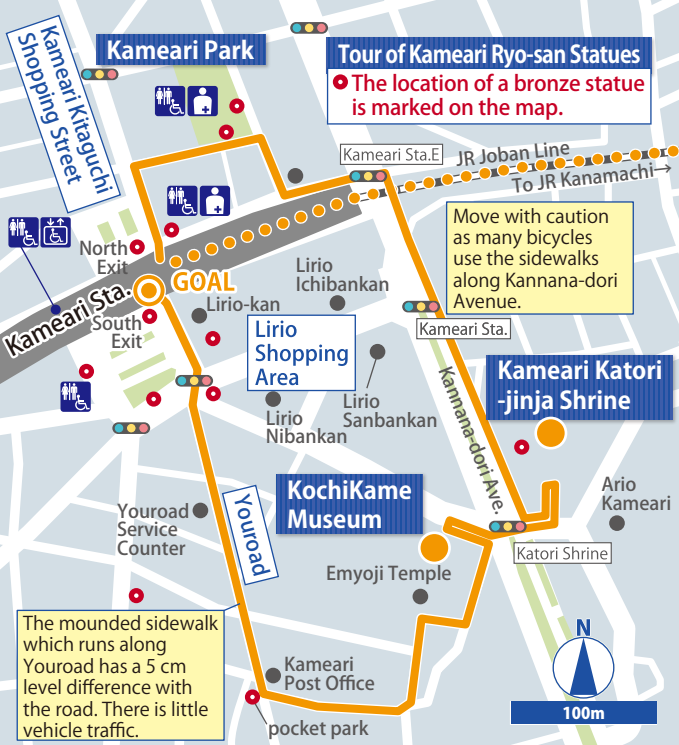 Kameari Kitaguchi
Shopping Street
Kameari Park
Tour of Kameari Ryo-san Statues
The location of a bronze statue
is marked on the map.
Kameari Sta.E
JR Joban Line
To JR Kanamachi→
Move with caution
as many bicycles
use the sidewalks
along Kannana-dori
Avenue.
North
Exit
GOAL
Kameari Sta.
South
Exit
Lirio-kan
Lirio
Ichibankan
Lirio
Shopping
Area
Kameari Sta.
Lirio
Sanbankan
Lirio
Nibankan
Kannana-dori Ave.
Kameari Katori
-jinja Shrine
KochiKame
Museum
Ario
Kameari
Youroad
Service
Counter
Youroad
Katori Shrine
Emyoji Temple
The mounded sidewalk
which runs along
Youroad has a 5 cm
level difference with
the road. There is little
vehicle traffic.
Kameari
Post Office
pocket park
N
100m